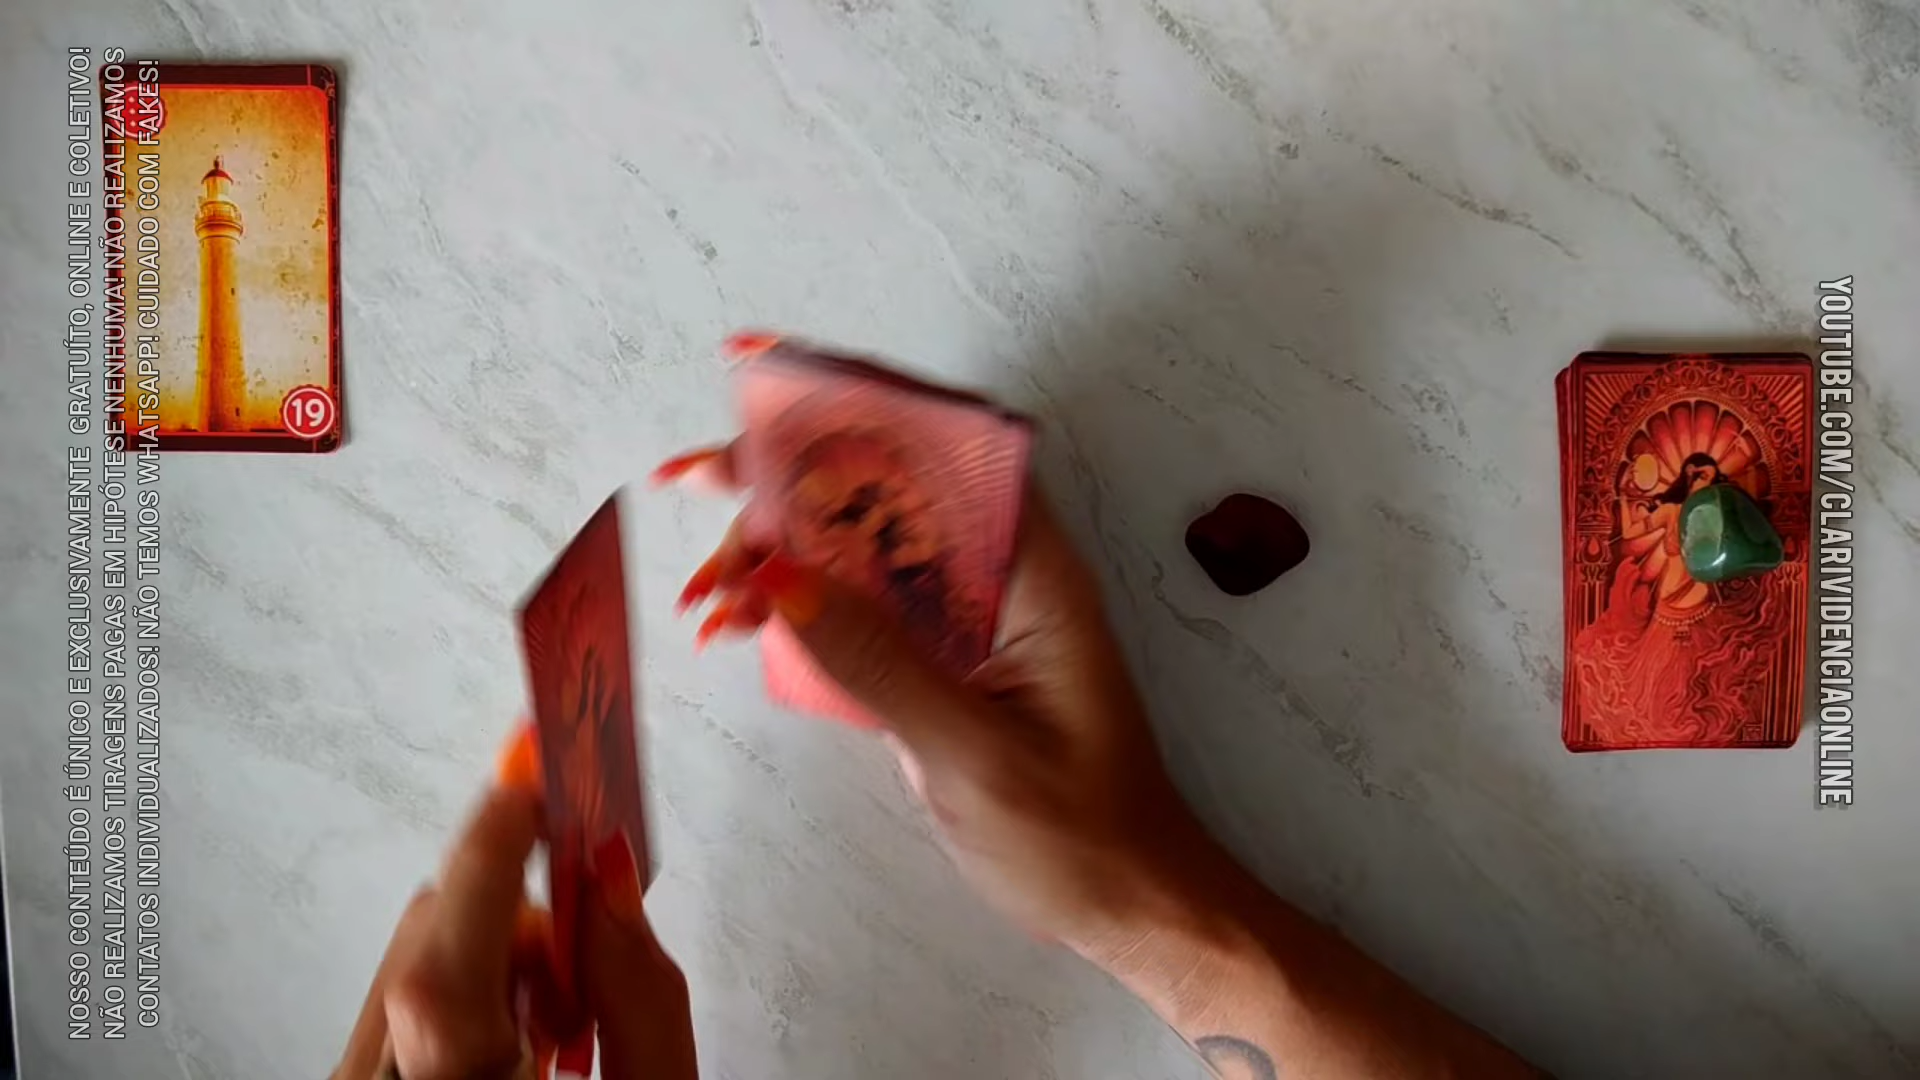 NOSSO CONTEÚDO É ÚNICO E EXCLUSIVAMENTE GRATUÍTO, ONLINE E COLETIVO!
NÃO REALIZAMOS TIRAGENS PAGAS EM HIPÓTESE NENHUMA! NÃO REALIZAMOS
CONTATOS INDIVIDUALIZADOS! NÃO TEMOS WHATSAPP! CUIDADO COM FAKES!
19
YOUTUBE.COM/CLARIVIDENCIAONLINE